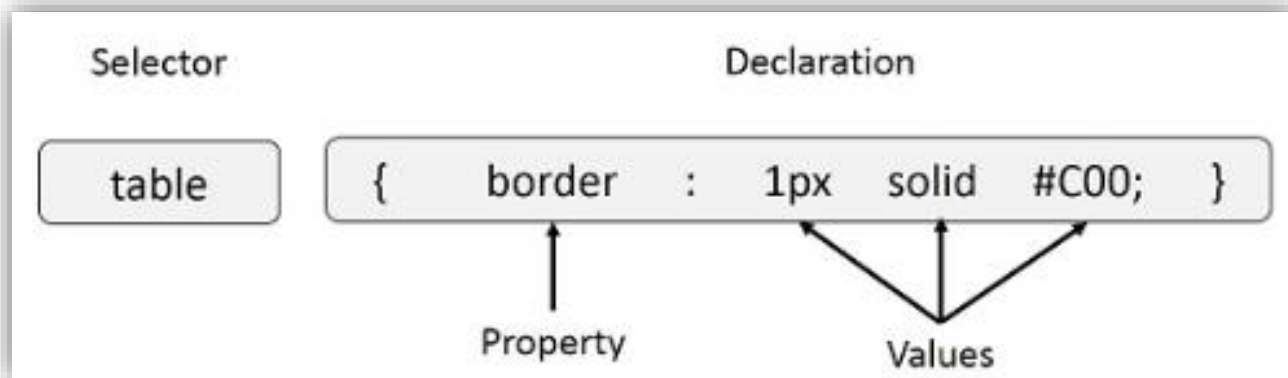 Selector Declaration
table { border : 1px solid #C00; }
Property Values